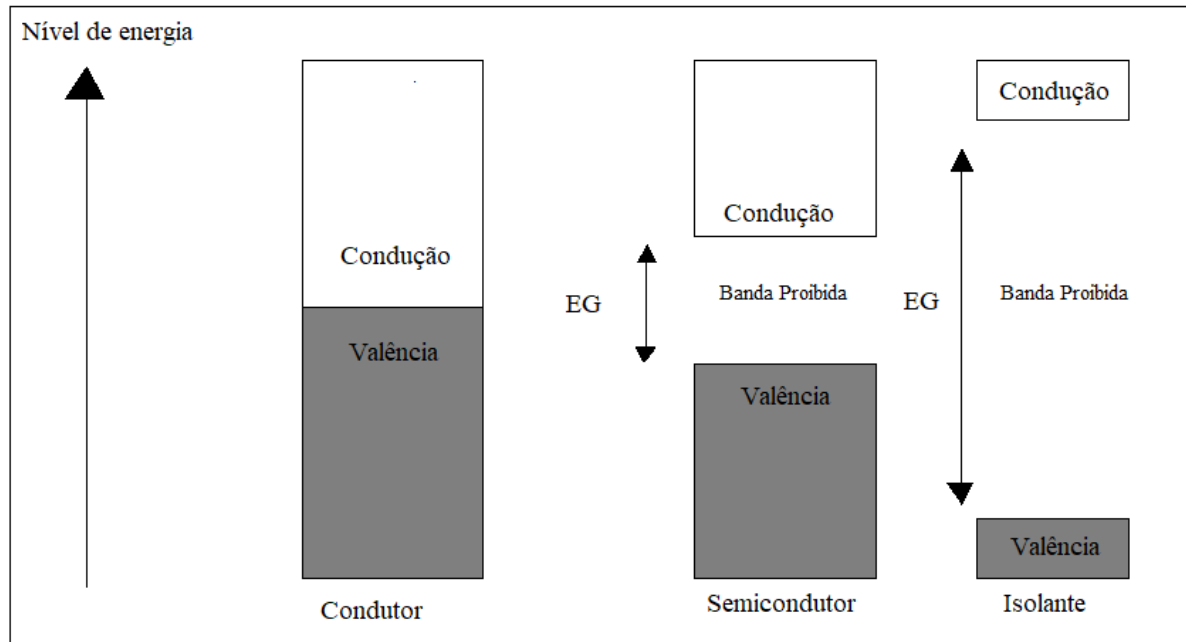 Nível de energia
Condução
Condução
Condução
Valência
EG
Banda Proibida
Valência
EG
Banda Proibida
Valência
Condutor
Semicondutor
Isolante